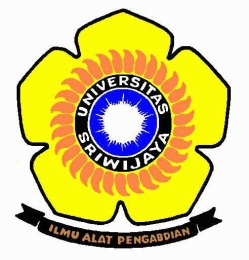 UNIVERSITAS
SRIWIJAYA
ILMU ALAT PENGABDIAN